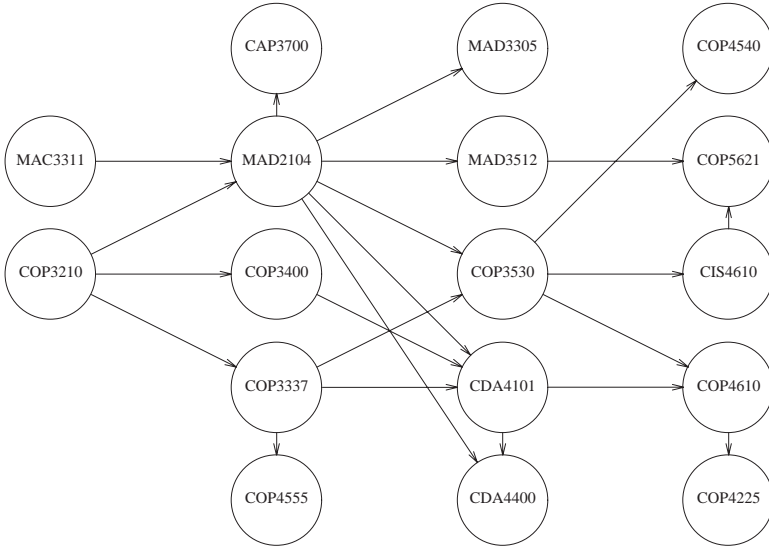 CAP3700
MAD3305
COP4540
MAC3311
MAD2104
MAD3512
COP5621
COP3210
COP3400
COP3530
CIS4610
COP3337
CDA4101
COP4610
COP4555
CDA4400
COP4225